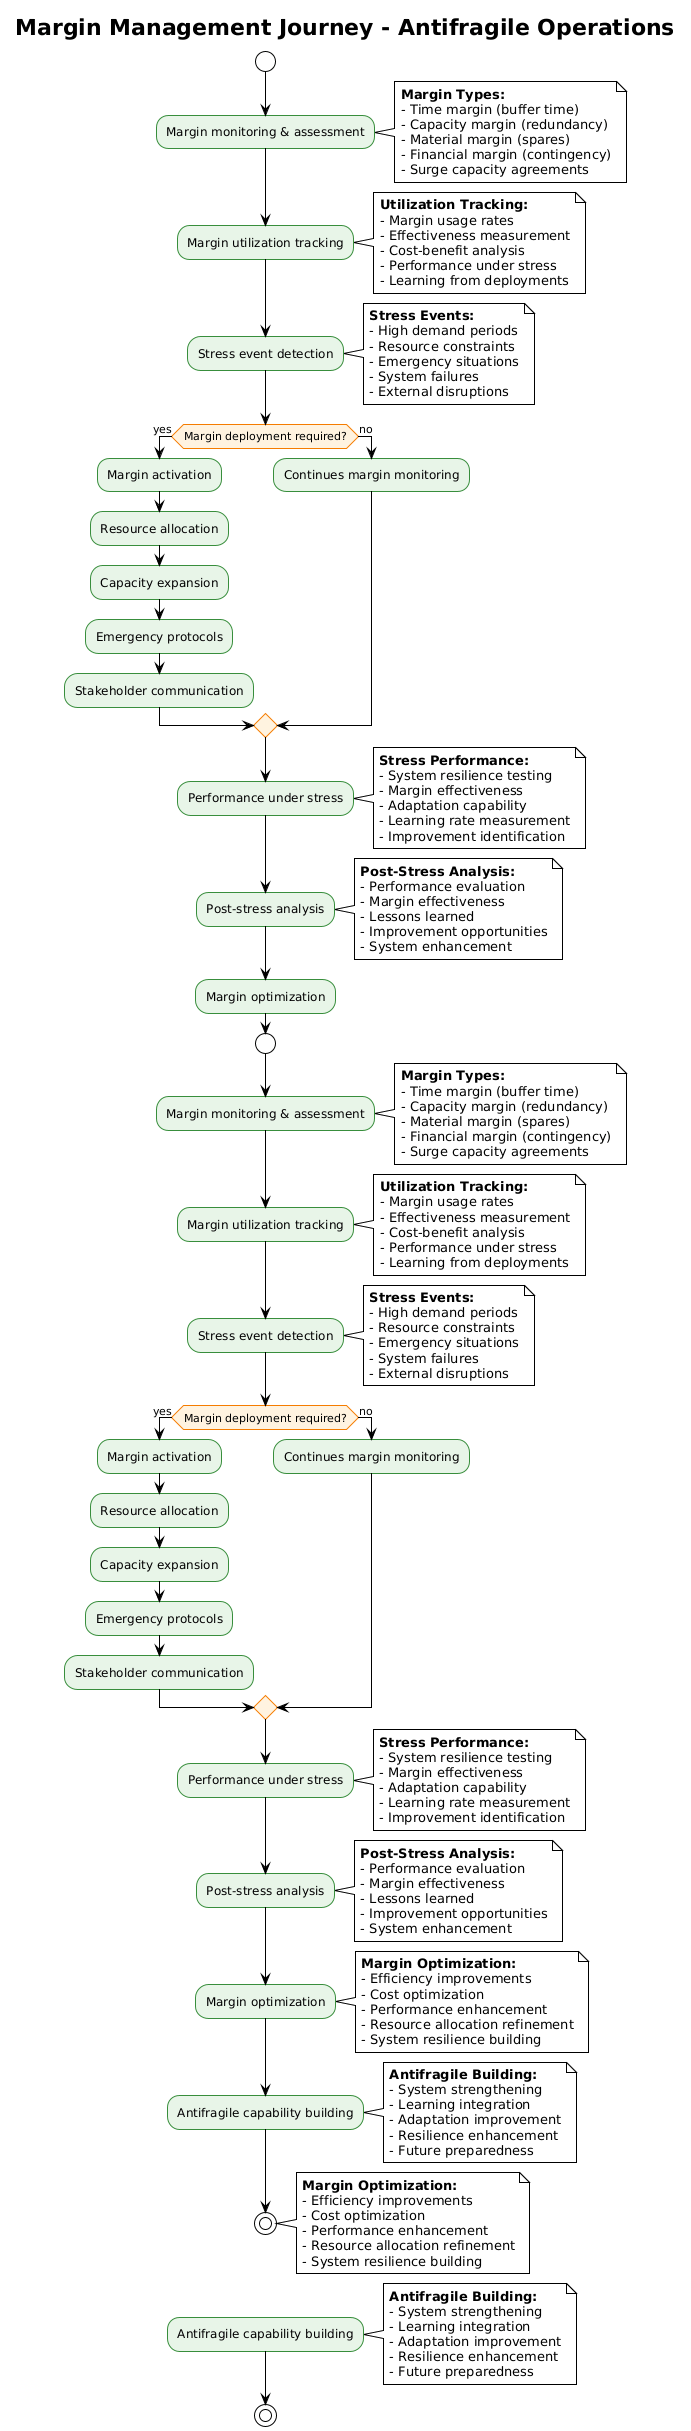 Margin Management Journey - Antifragile Operations
Margin monitoring & assessment
Margin Types:
- Time margin (buffer time)
- Capacity margin (redundancy)
- Material margin (spares)
- Financial margin (contingency)
- Surge capacity agreements
Margin utilization tracking
Utilization Tracking:
- Margin usage rates
- Effectiveness measurement
- Cost-benefit analysis
- Performance under stress
- Learning from deployments
Stress event detection
Stress Events:
- High demand periods
- Resource constraints
- Emergency situations
- System failures
- External disruptions
yes
Margin deployment required?
no
Margin activation
Resource allocation
Capacity expansion
Emergency protocols
Stakeholder communication
Continues margin monitoring
Performance under stress
Stress Performance:
- System resilience testing
- Margin effectiveness
- Adaptation capability
- Learning rate measurement
- Improvement identification
Post-stress analysis
Post-Stress Analysis:
- Performance evaluation
- Margin effectiveness
- Lessons learned
- Improvement opportunities
- System enhancement
Margin optimization
Margin monitoring & assessment
Margin Types:
- Time margin (buffer time)
- Capacity margin (redundancy)
- Material margin (spares)
- Financial margin (contingency)
- Surge capacity agreements
Margin utilization tracking
Utilization Tracking:
- Margin usage rates
- Effectiveness measurement
- Cost-benefit analysis
- Performance under stress
- Learning from deployments
Stress event detection
Stress Events:
- High demand periods
- Resource constraints
- Emergency situations
- System failures
- External disruptions
yes
Margin deployment required?
no
Margin activation
Resource allocation
Capacity expansion
Emergency protocols
Stakeholder communication
Continues margin monitoring
Performance under stress
Stress Performance:
- System resilience testing
- Margin effectiveness
- Adaptation capability
- Learning rate measurement
- Improvement identification
Post-stress analysis
Post-Stress Analysis:
- Performance evaluation
- Margin effectiveness
- Lessons learned
- Improvement opportunities
- System enhancement
Margin optimization
Margin Optimization:
- Efficiency improvements
- Cost optimization
- Performance enhancement
- Resource allocation refinement
- System resilience building
Antifragile capability building
Antifragile Building:
- System strengthening
- Learning integration
- Adaptation improvement
- Resilience enhancement
- Future preparedness
Margin Optimization:
- Efficiency improvements
- Cost optimization
- Performance enhancement
- Resource allocation refinement
- System resilience building
Antifragile capability building
Antifragile Building:
- System strengthening
- Learning integration
- Adaptation improvement
- Resilience enhancement
- Future preparedness